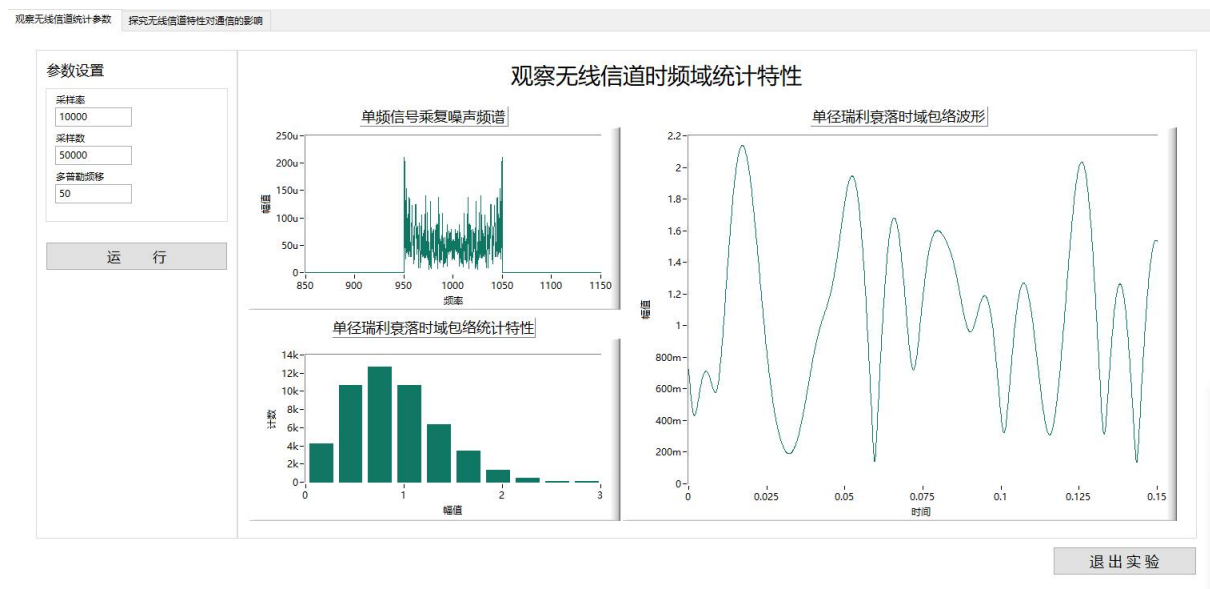 观察无线信道统计参数 探究无线信道特性对通信的影响
参数设置
采样率
10000
采样数
50000
多普勒频移
50
运 行
观察无线信道时频域统计特性
单频信号乘复噪声频谱
250u
200u
150u
100u
50u
0
幅值
850 900 950 1000 1050 1100 1150
频率
单径瑞利衰落时域包络统计特性
14k
12k
10k
8k
6k
4k
2k
0
计数
0 1 2 3
幅值
单径瑞利衰落时域包络波形
2.2
2
1.8
1.6
1.4
1.2
1
800m
600m
400m
200m
0
幅值
0 0.025 0.05 0.075 0.1 0.125 0.15
时间
退出实验